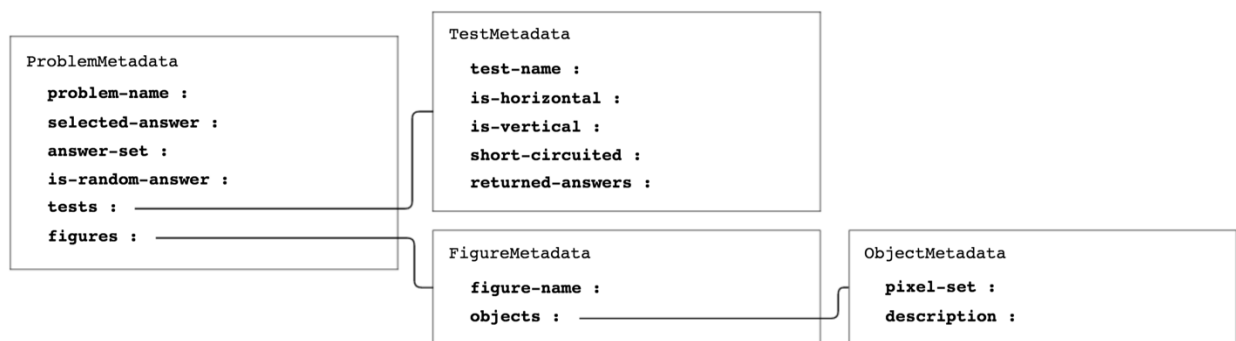 ProblemMetadata
problem-name :
selected-answer :
answer-set :
is-random-answer :
tests :
figures :
TestMetadata
test-name :
is-horizontal :
is-vertical :
short-circuited :
returned-answers :
FigureMetadata
figure-name :
objects :
ObjectMetadata
pixel-set :
description :